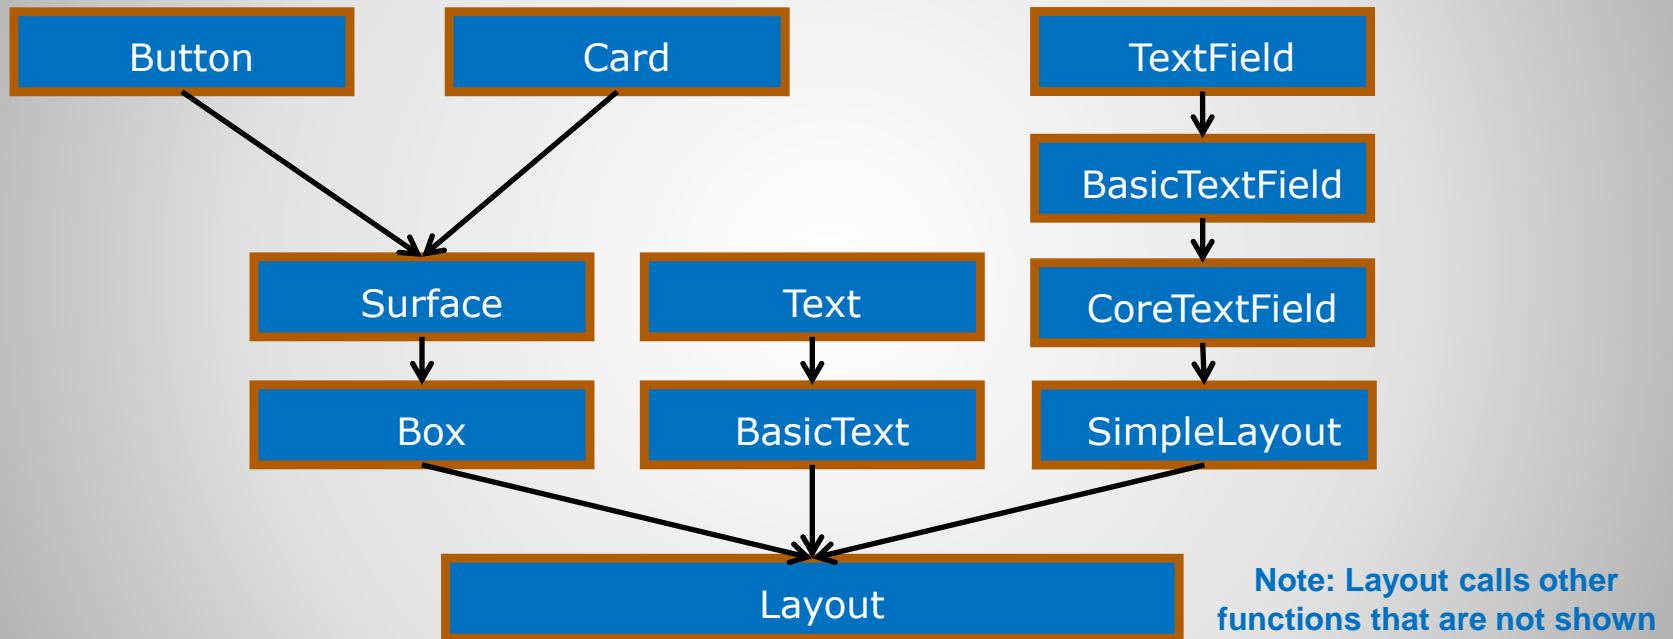 Button
Card
TextField
BasicTextField
Surface
Text
CoreTextField
Box
BasicText
SimpleLayout
Layout
Note: Layout calls other
functions that are not shown